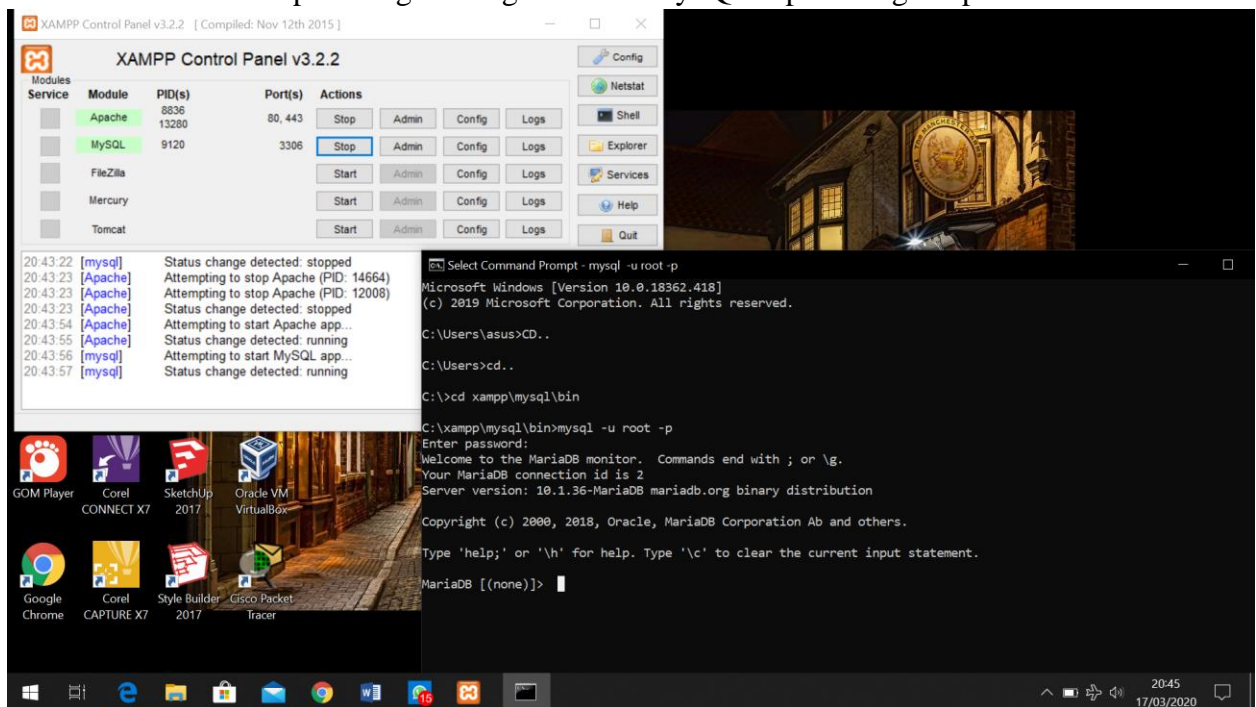 XAMPP Control Panel v3.2.2 [ Compiled: Nov 12th 2015 ]
XAMPP Control Panel v3.2.2
Config
Modules
Service Module PID(s) Port(s) Actions
Netstat
Apache 8836 13280 80, 443 Stop Admin Config Logs
Shell
MySQL 9120 3306 Stop Admin Config Logs
Explorer
FileZilla Start Admin Config Logs
Services
Mercury Start Admin Config Logs
Help
Tomcat Start Admin Config Logs
Quit
20:43:22 [mysql] Status change detected: stopped
20:43:23 [Apache] Attempting to stop Apache (PID: 14664)
20:43:23 [Apache] Attempting to stop Apache (PID: 12008)
20:43:23 [Apache] Status change detected: stopped
20:43:54 [Apache] Attempting to start Apache app...
20:43:55 [Apache] Status change detected: running
20:43:56 [mysql] Attempting to start MySQL app...
20:43:57 [mysql] Status change detected: running
Select Command Prompt - mysql -u root -p
Microsoft Windows [Version 10.0.18362.418]
(c) 2019 Microsoft Corporation. All rights reserved.
C:\Users\asus>CD..
C:\Users>cd..
C:\>cd xampp\mysql\bin
C:\xampp\mysql\bin>mysql -u root -p
Enter password:
Welcome to the MariaDB monitor. Commands end with ; or \g.
Your MariaDB connection id is 2
Server version: 10.1.36-MariaDB mariadb.org binary distribution
Copyright (c) 2000, 2018, Oracle, MariaDB Corporation Ab and others.
Type 'help;' or '\h' for help. Type '\c' to clear the current input statement.
MariaDB [(none)]>
GOM Player
Corel CONNECT X7
SketchUp 2017
Oracle VM VirtualBox
Google Chrome
Corel CAPTURE X7
Style Builder 2017
Cisco Packet Tracer
15
20:45
17/03/2020